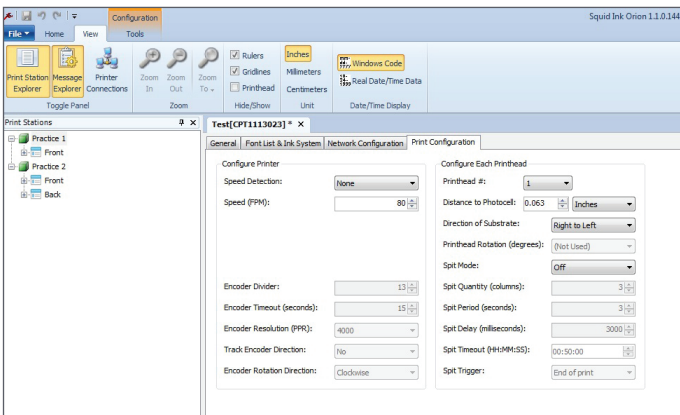 Configuration
Squid Ink Orion 1.1.0.144
File Home View Tools
Print Station Explorer
Message Explorer
Printer Connections
Toggle Panel
Zoom In
Zoom Out
Zoom To
Zoom
Rulers
Gridlines
Printhead
Hide/Show
Inches
Milimeters
Centimeters
Unit
Windows Code
Real Date/Time Data
Date/Time Display
Print Stations
Practice 1
Front
Practice 2
Front
Back
Test[CPT1113023] * X
General Font List & Ink System Network Configuration Print Configuration
Configure Printer
Speed Detection: None
Speed (FPM): 80
Encoder Divider: 13
Encoder Timeout (seconds): 15
Encoder Resolution (PPR): 4000
Track Encoder Direction: No
Encoder Rotation Direction: Clockwise
Configure Each Printhead
Printhead #: 1
Distance to Photocell: 0.063 Inches
Direction of Substrate: Right to Left
Printhead Rotation (degrees): (Not Used)
Spit Mode: Off
Spit Quantity (columns): 3
Spit Period (seconds): 3
Spit Delay (milliseconds): 3000
Spit Timeout (HH:MM:SS): 00:50:00
Spit Trigger: End of print